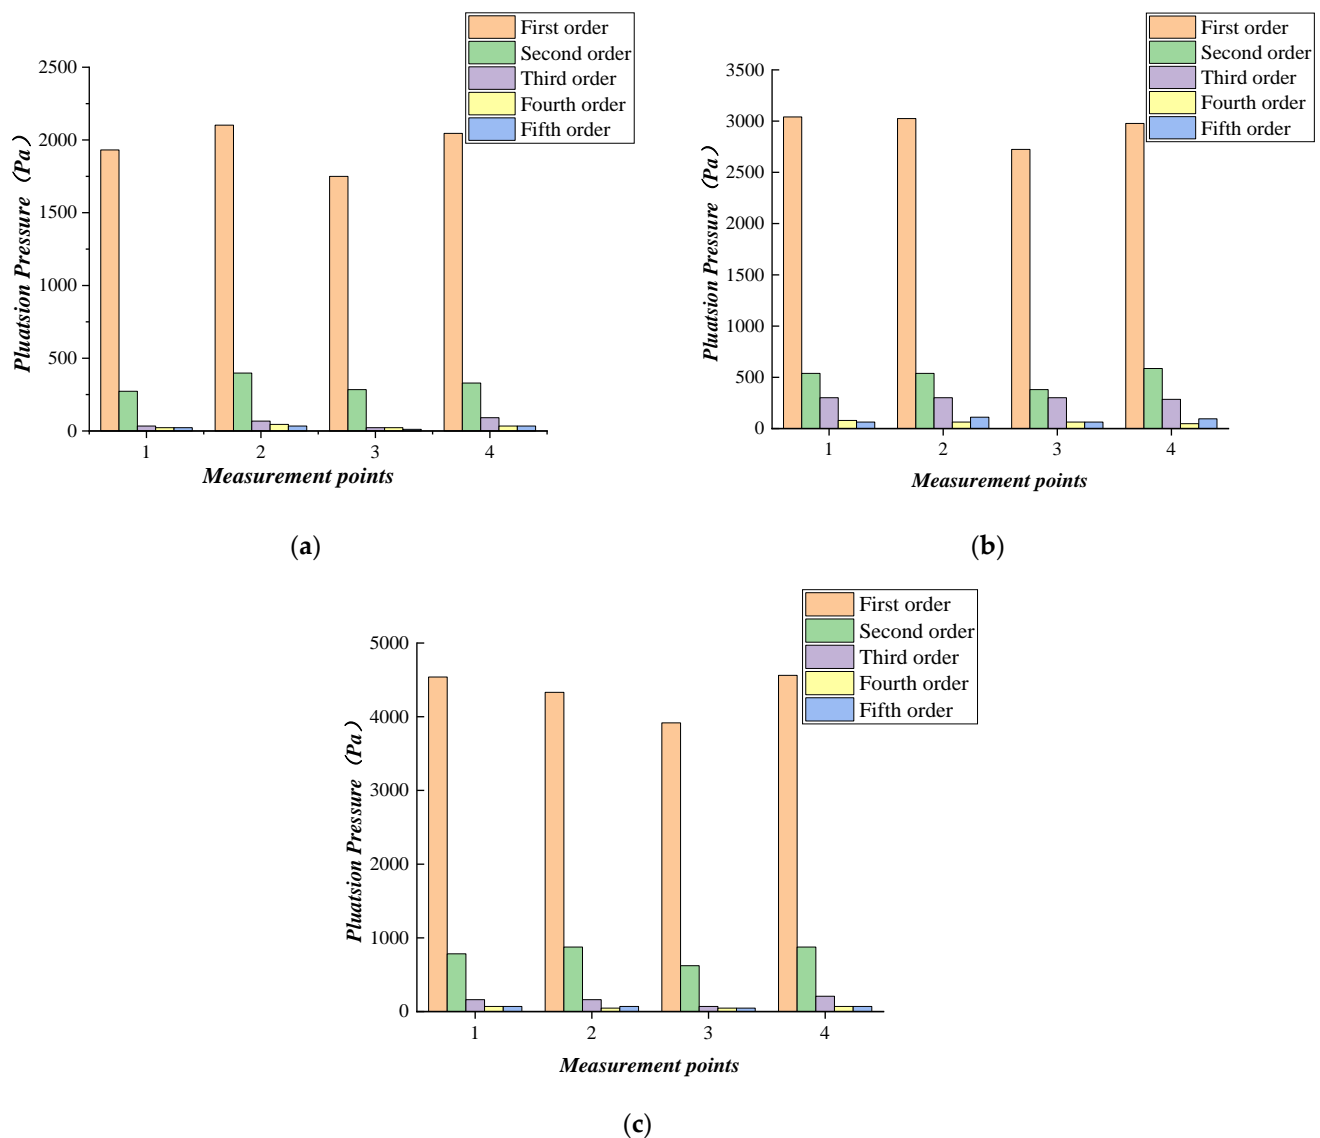 First order
Second order
Third order
Fourth order
Fifth order
2500
2000
1500
1000
500
0
Pluatsion Pressure（Pa）
1 2 3 4
Measurement points
(a)
First order
Second order
Third order
Fourth order
Fifth order
3500
3000
2500
2000
1500
1000
500
0
Pluatsion Pressure（Pa）
1 2 3 4
Measurement points
(b)
First order
Second order
Third order
Fourth order
Fifth order
5000
4000
3000
2000
1000
0
Pluatsion Pressure（Pa）
1 2 3 4
Measurement points
(c)